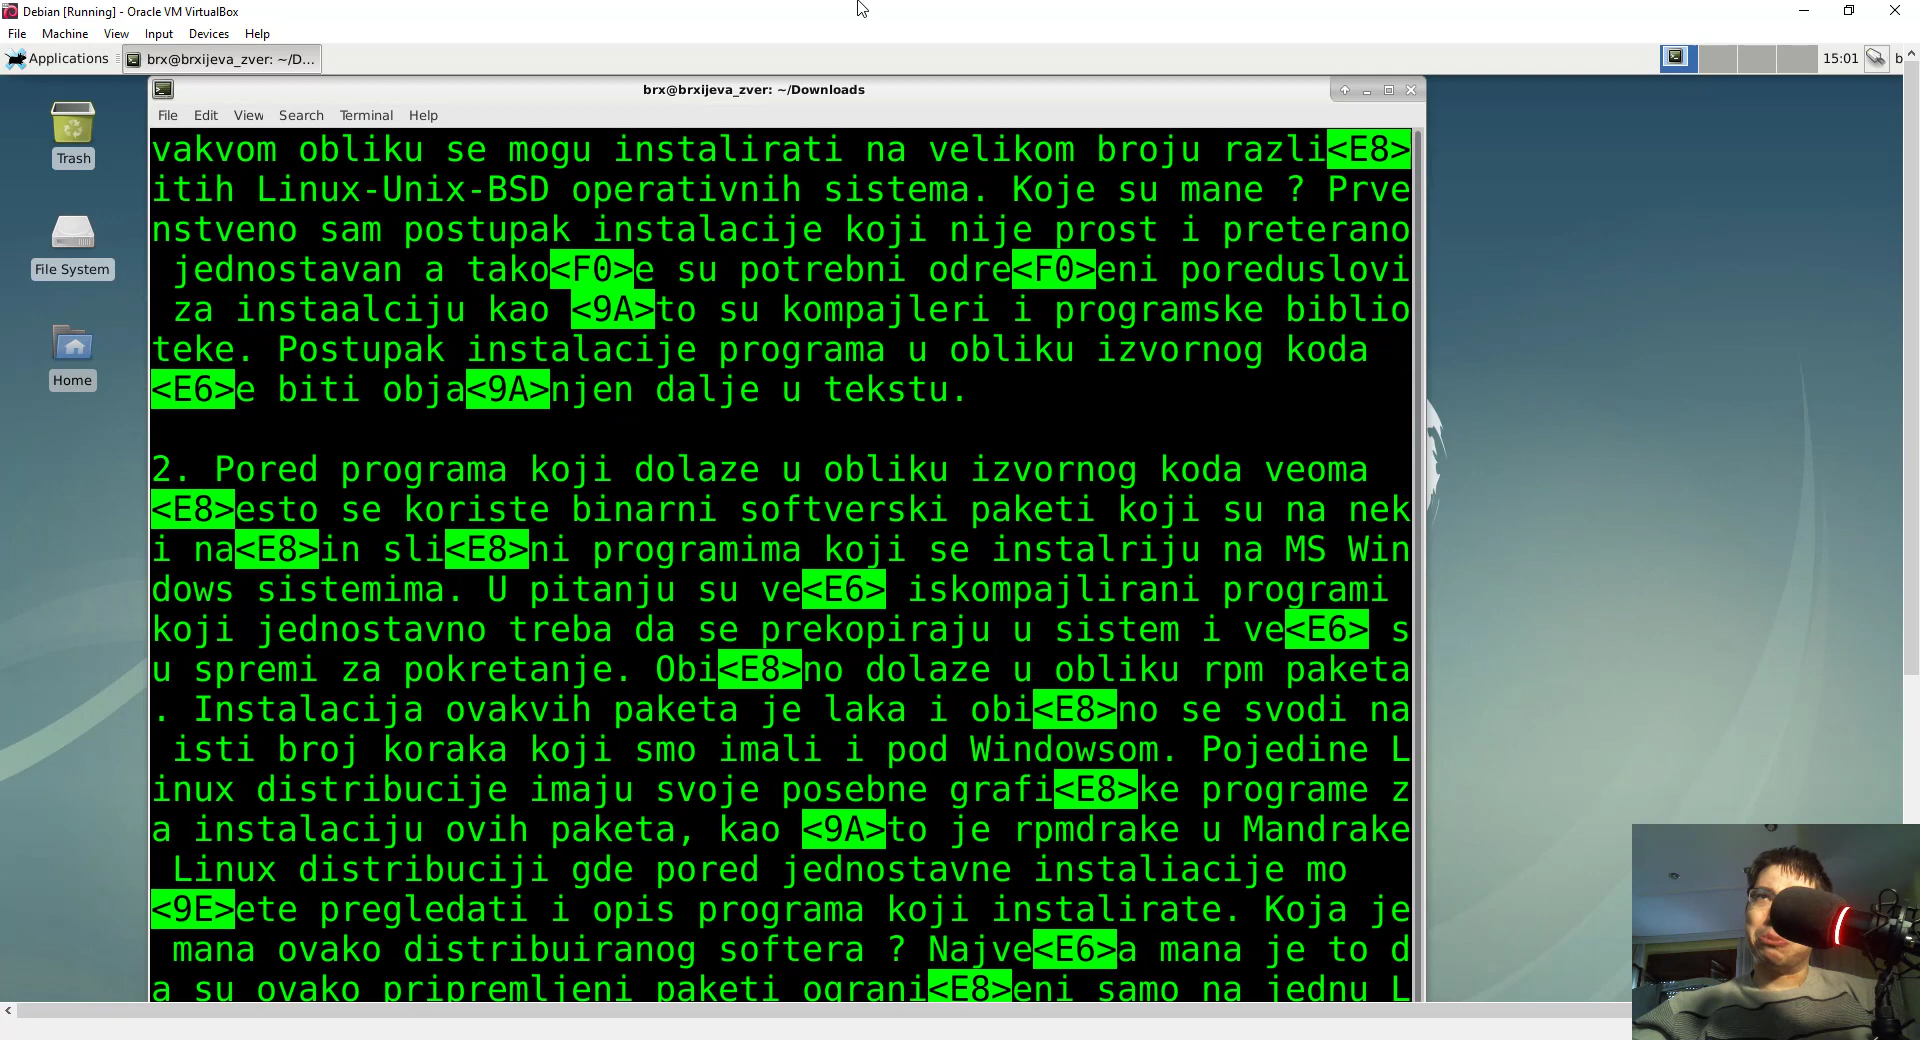 Debian [Running] - Oracle VM VirtualBox
File Machine View Input Devices Help
Applications brx@brxijeva_zver: ~/D... 15:01 b
Trash
File System
Home
brx@brxijeva_zver: ~/Downloads
File Edit View Search Terminal Help
vakvom obliku se mogu instalirati na velikom broju razli<E8>
itih Linux-Unix-BSD operativnih sistema. Koje su mane ? Prve
nstveno sam postupak instalacije koji nije prost i preterano
jednostavan a tako<F0>e su potrebni odre<F0>eni poreduslovi
za instaalciju kao <9A>to su kompajleri i programske biblio
teke. Postupak instalacije programa u obliku izvornog koda
<E6>e biti obja<9A>njen dalje u tekstu.
2. Pored programa koji dolaze u obliku izvornog koda veoma
<E8>esto se koriste binarni softverski paketi koji su na nek
i na<E8>in sli<E8>ni programima koji se instalriju na MS Win
dows sistemima. U pitanju su ve<E6> iskompajlirani programi
koji jednostavno treba da se prekopiraju u sistem i ve<E6> s
u spremi za pokretanje. Obi<E8>no dolaze u obliku rpm paketa
. Instalacija ovakvih paketa je laka i obi<E8>no se svodi na
isti broj koraka koji smo imali i pod Windowsom. Pojedine L
inux distribucije imaju svoje posebne grafi<E8>ke programe z
a instalaciju ovih paketa, kao <9A>to je rpmdrake u Mandrake
Linux distribuciji gde pored jednostavne instaliacije mo
<9E>ete pregledati i opis programa koji instalirate. Koja je
mana ovako distribuiranog softera ? Najve<E6>a mana je to d
a su ovako pripremljeni paketi ograni<E8>eni samo na jednu L